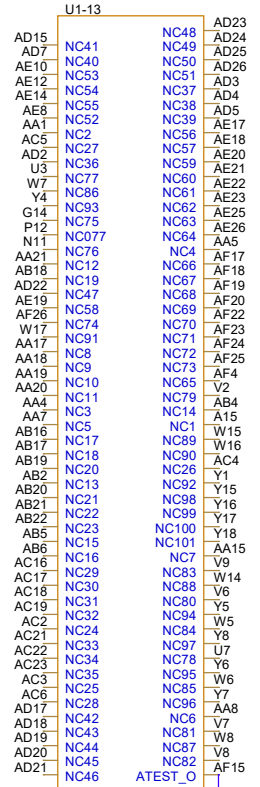 U1-13
AD15 NC41
AD7 NC40
AE10 NC53
AE12 NC54
AE14 NC55
AE8 NC52
AA1 NC2
AC5 NC27
AD2 NC36
U3 NC77
W7 NC86
Y4 NC93
G14 NC75
P12 NC077
N11 NC76
AA21 NC12
AB18 NC19
AD22 NC47
AE19 NC58
AF26 NC74
W17 NC91
AA17 NC8
AA18 NC9
AA19 NC10
AA20 NC11
AA4 NC3
AA7 NC5
AB16 NC17
AB17 NC18
AB19 NC20
AB2 NC13
AB20 NC21
AB21 NC22
AB22 NC23
AB5 NC15
AB6 NC16
AC16 NC29
AC17 NC30
AC18 NC31
AC19 NC32
AC2 NC24
AC21 NC33
AC22 NC34
AC23 NC35
AC3 NC25
AC6 NC28
AD17 NC42
AD18 NC43
AD19 NC44
AD20 NC45
AD21 NC46
NC48 AD23
NC49 AD24
NC50 AD25
NC51 AD26
NC37 AD3
NC38 AD4
NC39 AD5
NC56 AE17
NC57 AE18
NC59 AE20
NC60 AE21
NC61 AE22
NC62 AE23
NC63 AE25
NC64 AE26
NC4 AA5
NC66 AF17
NC67 AF18
NC68 AF19
NC69 AF20
NC70 AF22
NC71 AF23
NC72 AF24
NC73 AF25
NC65 AF4
NC79 V2
NC14 AB4
NC1 A15
NC89 W15
NC90 W16
NC26 AC4
NC92 Y1
NC98 Y15
NC99 Y16
NC100 Y17
NC101 Y18
NC7 AA15
NC83 V9
NC88 W14
NC80 V6
NC94 Y5
NC84 W5
NC97 Y8
NC78 U7
NC95 Y6
NC85 W6
NC96 Y7
NC6 AA8
NC81 V7
NC87 W8
NC82 V8
ATEST_O AF15